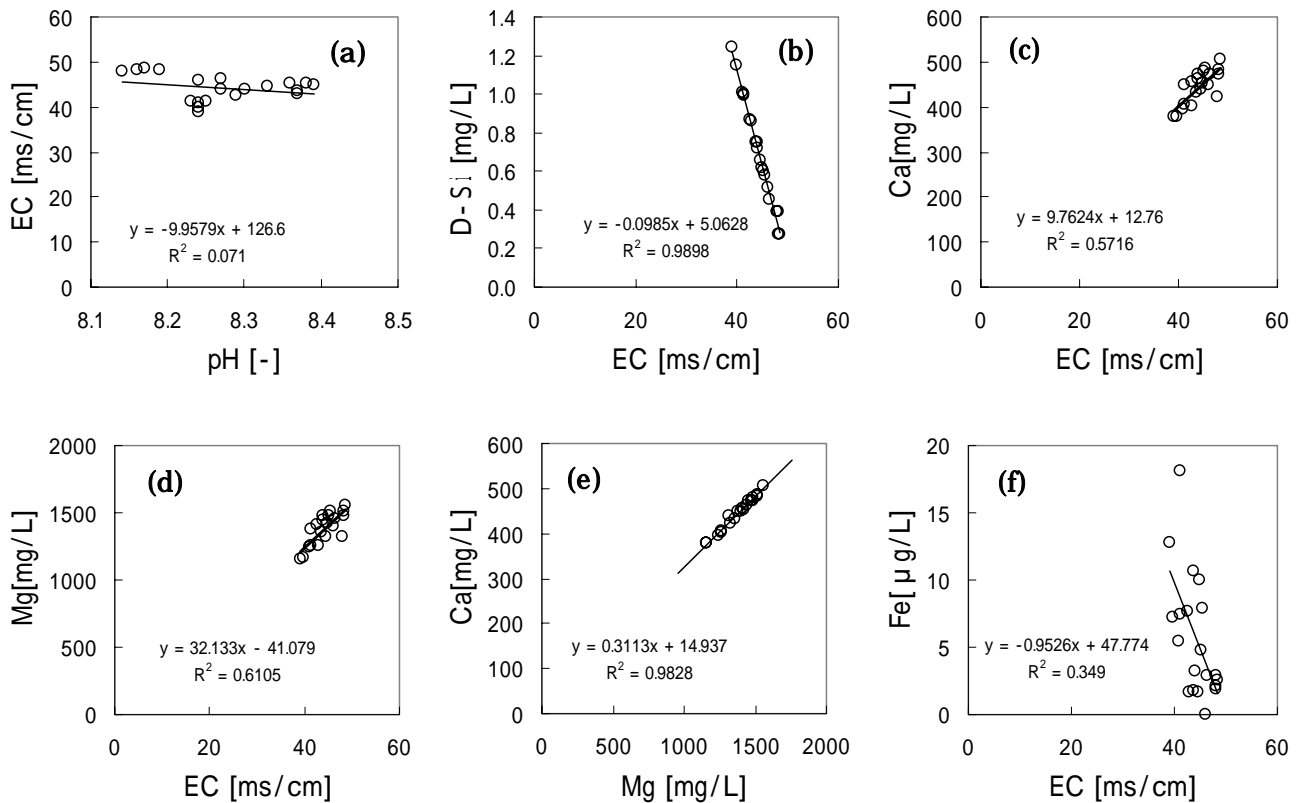 (a)
EC [ms/cm]
60
50
40
30
20
10
0
y = -9.9579x + 126.6
R² = 0.071
8.1 8.2 8.3 8.4 8.5
pH [-]
(b)
D-Si [mg/L]
1.4
1.2
1.0
0.8
0.6
0.4
0.2
0.0
y = -0.0985x + 5.0628
R² = 0.9898
0 20 40 60
EC [ms/cm]
(c)
Ca[mg/L]
600
500
400
300
200
100
0
y = 9.7624x + 12.76
R² = 0.5716
0 20 40 60
EC [ms/cm]
(d)
Mg[mg/L]
2000
1500
1000
500
0
y = 32.133x - 41.079
R² = 0.6105
0 20 40 60
EC [ms/cm]
(e)
Ca[mg/L]
600
500
400
300
200
100
0
y = 0.3113x + 14.937
R² = 0.9828
0 500 1000 1500 2000
Mg [mg/L]
(f)
Fe[μg/L]
20
15
10
5
0
y = -0.9526x + 47.774
R² = 0.349
0 20 40 60
EC [ms/cm]